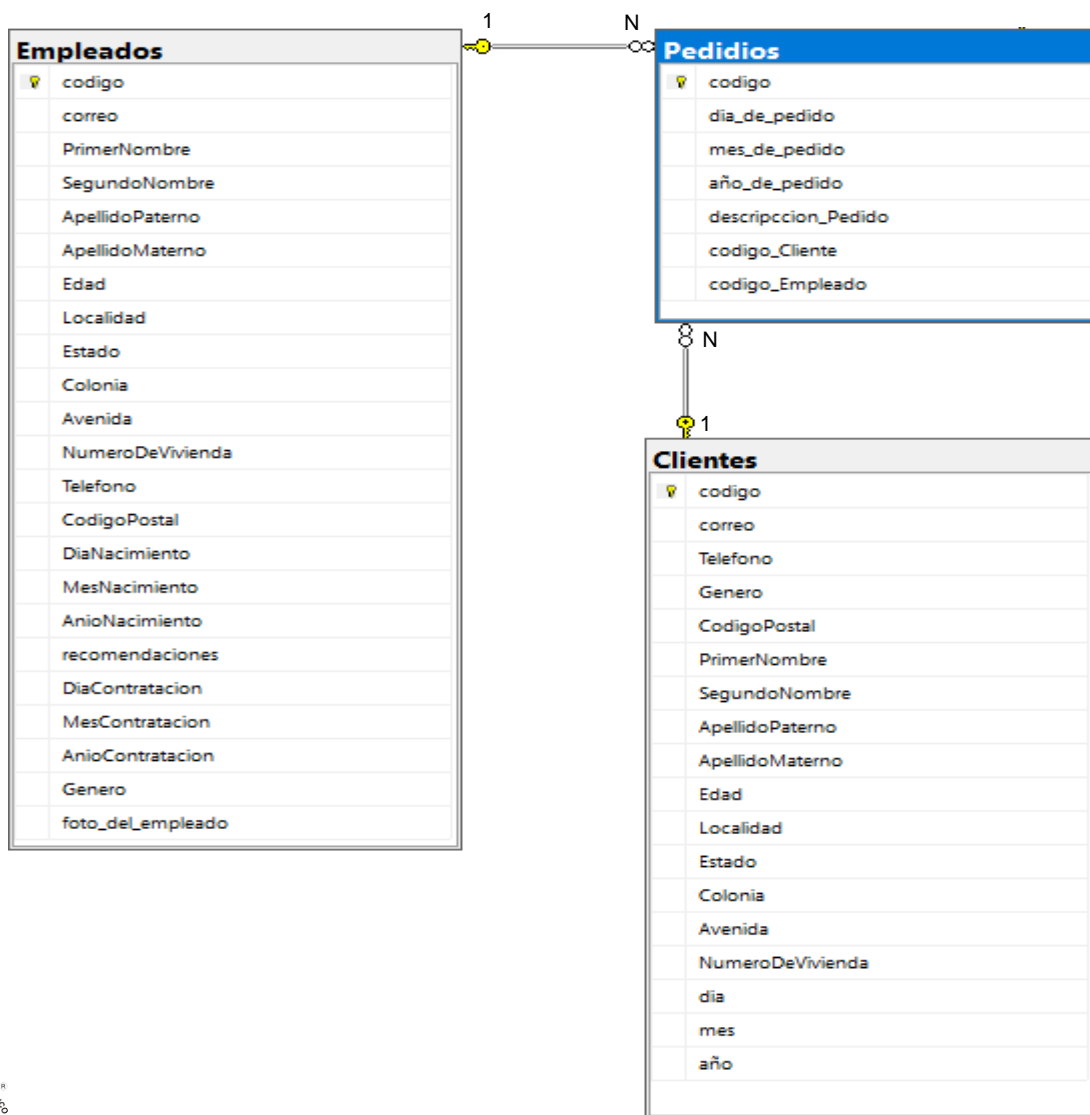 1
N
Empleados
codigo
correo
PrimerNombre
SegundoNombre
ApellidoPaterno
ApellidoMaterno
Edad
Localidad
Estado
Colonia
Avenida
NumeroDeVivienda
Telefono
CodigoPostal
DiaNacimiento
MesNacimiento
AnioNacimiento
recomendaciones
DiaContratacion
MesContratacion
AnioContratacion
Genero
foto_del_empleado
Pedidios
codigo
dia_de_pedido
mes_de_pedido
año_de_pedido
descripccion_Pedido
codigo_Cliente
codigo_Empleado
N
1
Clientes
codigo
correo
Telefono
Genero
CodigoPostal
PrimerNombre
SegundoNombre
ApellidoPaterno
ApellidoMaterno
Edad
Localidad
Estado
Colonia
Avenida
NumeroDeVivienda
dia
mes
año